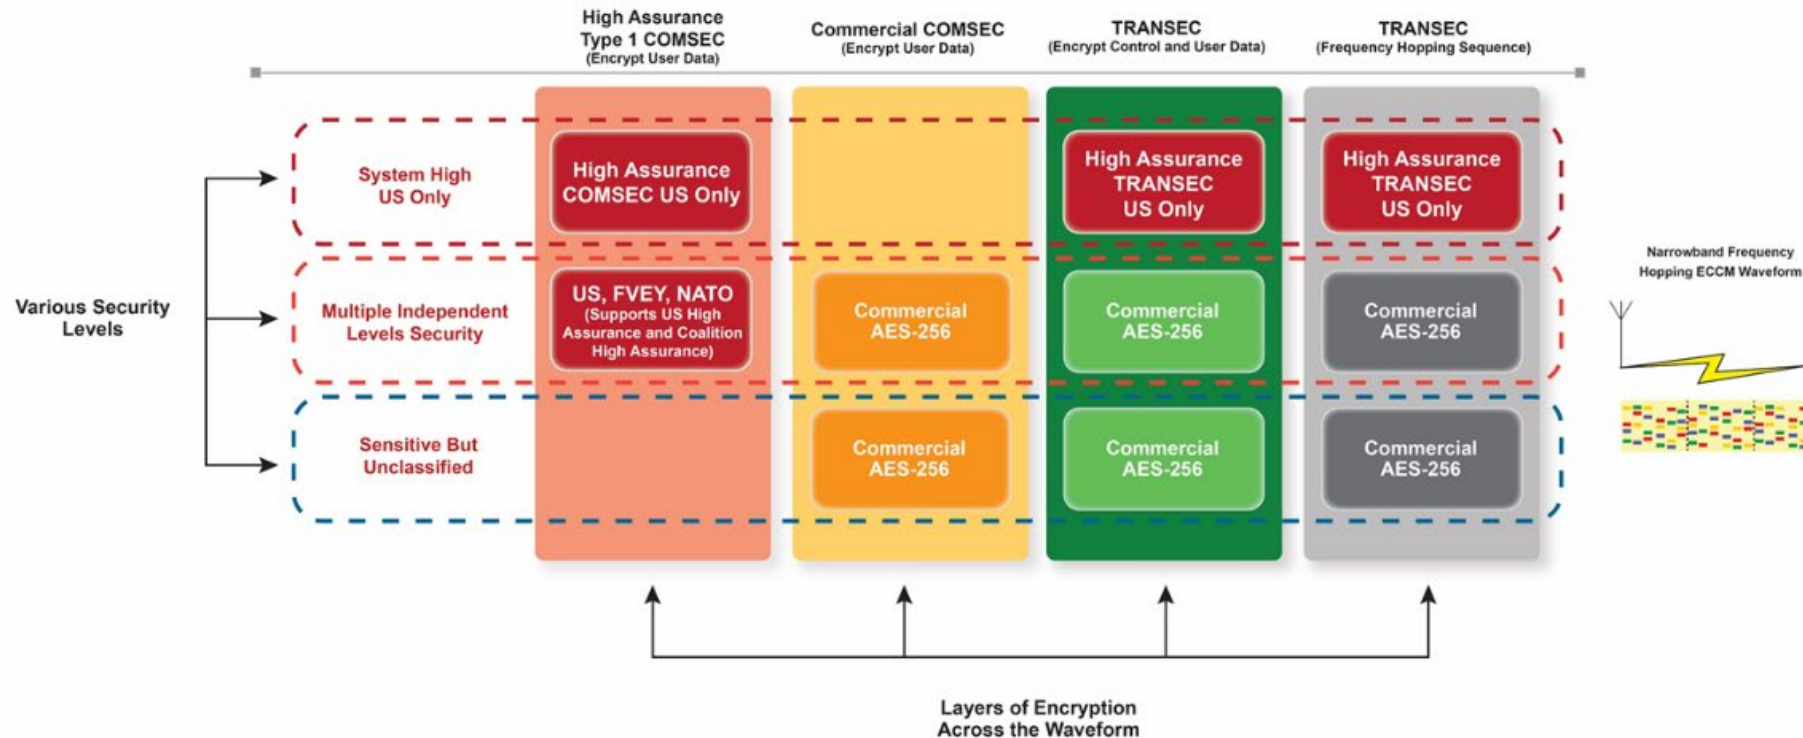 High Assurance
Type 1 COMSEC
(Encrypt User Data)
Commercial COMSEC
(Encrypt User Data)
TRANSEC
(Encrypt Control and User Data)
TRANSEC
(Frequency Hopping Sequence)
Various Security
Levels
System High
US Only
High Assurance
COMSEC US Only
High Assurance
TRANSEC
US Only
High Assurance
TRANSEC
US Only
Multiple Independent
Levels Security
US, FVEY, NATO
(Supports US High
Assurance and Coalition
High Assurance)
Commercial
AES-256
Commercial
AES-256
Commercial
AES-256
Sensitive But
Unclassified
Commercial
AES-256
Commercial
AES-256
Commercial
AES-256
Narrowband Frequency
Hopping ECCM Waveform
Layers of Encryption
Across the Waveform